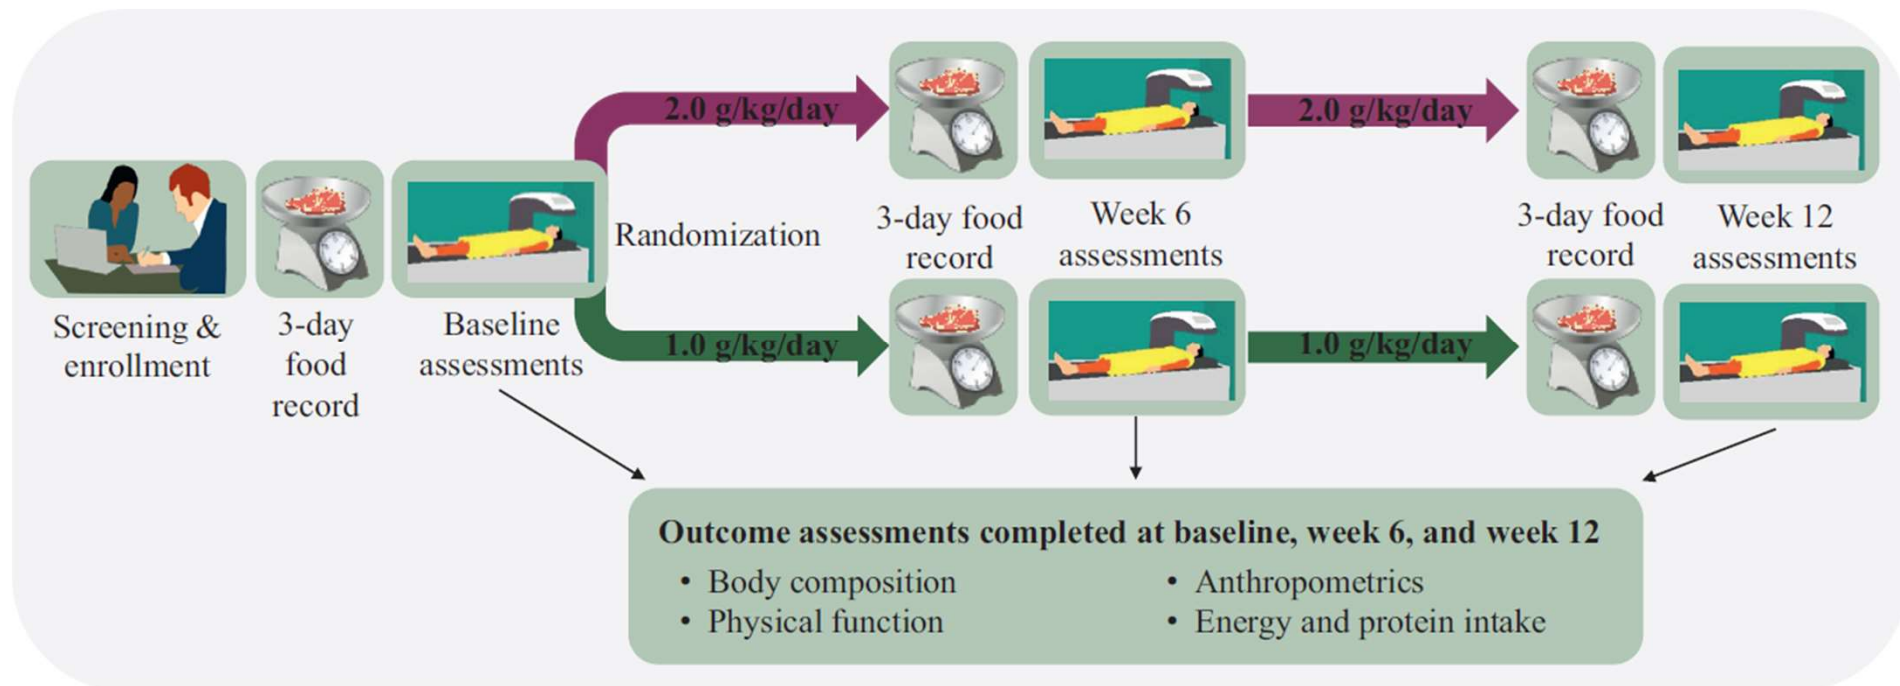 2.0 g/kg/day
2.0 g/kg/day
Randomization
3-day food
record
Week 6
assessments
3-day food
record
Week 12
assessments
Screening &
enrollment
3-day
food
record
Baseline
assessments
1.0 g/kg/day
1.0 g/kg/day
Outcome assessments completed at baseline, week 6, and week 12
• Body composition
• Physical function
• Anthropometrics
• Energy and protein intake